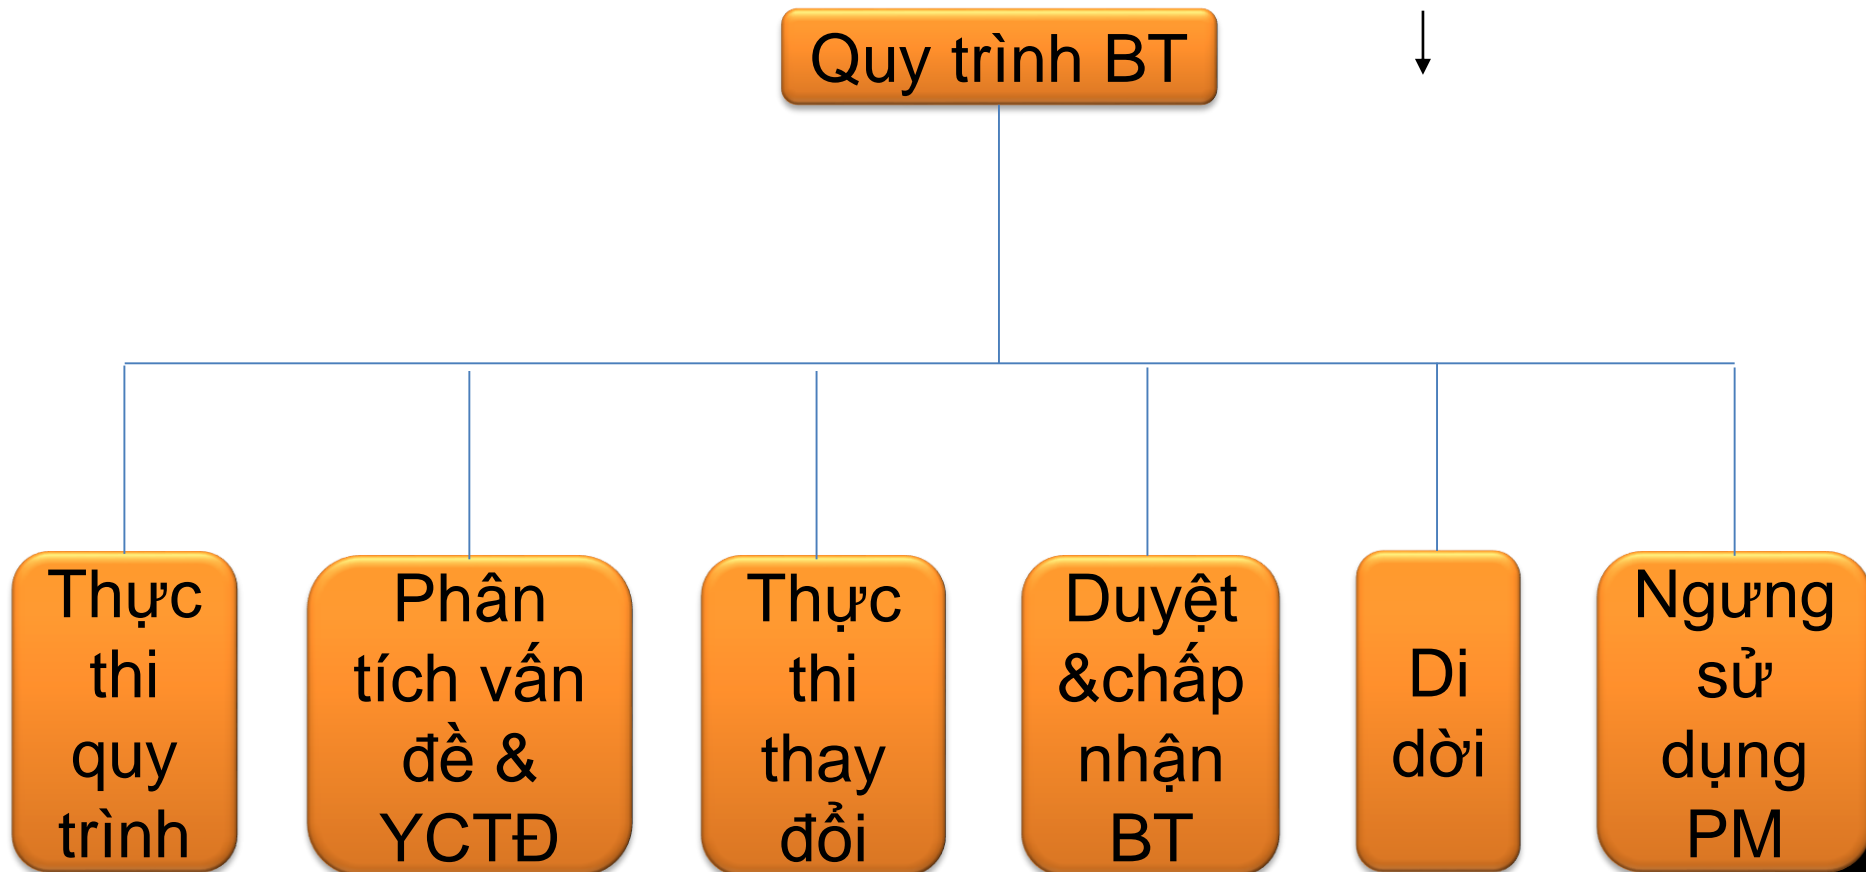 Quy trình BT
Thực
thi
quy
trình
Phân
tích vấn
đề &
YCTĐ
Thực
thi
thay
đổi
Duyệt
&chấp
nhận
BT
Di
dời
Ngưng
sử
dụng
PM